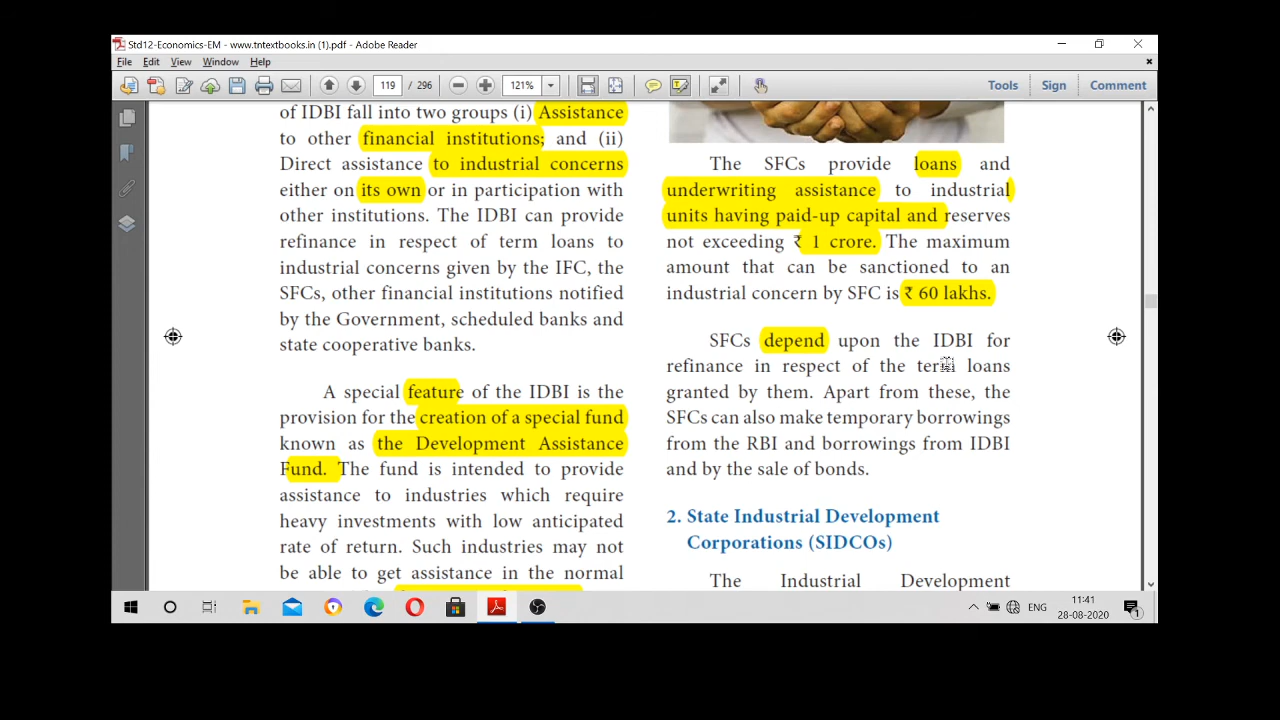 Std12-Economics-EM - www.tntextbooks.in (1).pdf - Adobe Reader
File Edit View Window Help
119 / 296 121% Tools Sign Comment
of IDBI fall into two groups (i) Assistance
to other financial institutions; and (ii)
Direct assistance to industrial concerns
either on its own or in participation with
other institutions. The IDBI can provide
refinance in respect of term loans to
industrial concerns given by the IFC, the
SFCs, other financial institutions notified
by the Government, scheduled banks and
state cooperative banks.
A special feature of the IDBI is the
provision for the creation of a special fund
known as the Development Assistance
Fund. The fund is intended to provide
assistance to industries which require
heavy investments with low anticipated
rate of return. Such industries may not
be able to get assistance in the normal
The SFCs provide loans and
underwriting assistance to industrial
units having paid-up capital and reserves
not exceeding ₹ 1 crore. The maximum
amount that can be sanctioned to an
industrial concern by SFC is ₹ 60 lakhs.
SFCs depend upon the IDBI for
refinance in respect of the term loans
granted by them. Apart from these, the
SFCs can also make temporary borrowings
from the RBI and borrowings from IDBI
and by the sale of bonds.
2. State Industrial Development
Corporations (SIDCOs)
The Industrial Development
ENG
11:41
28-08-2020
1